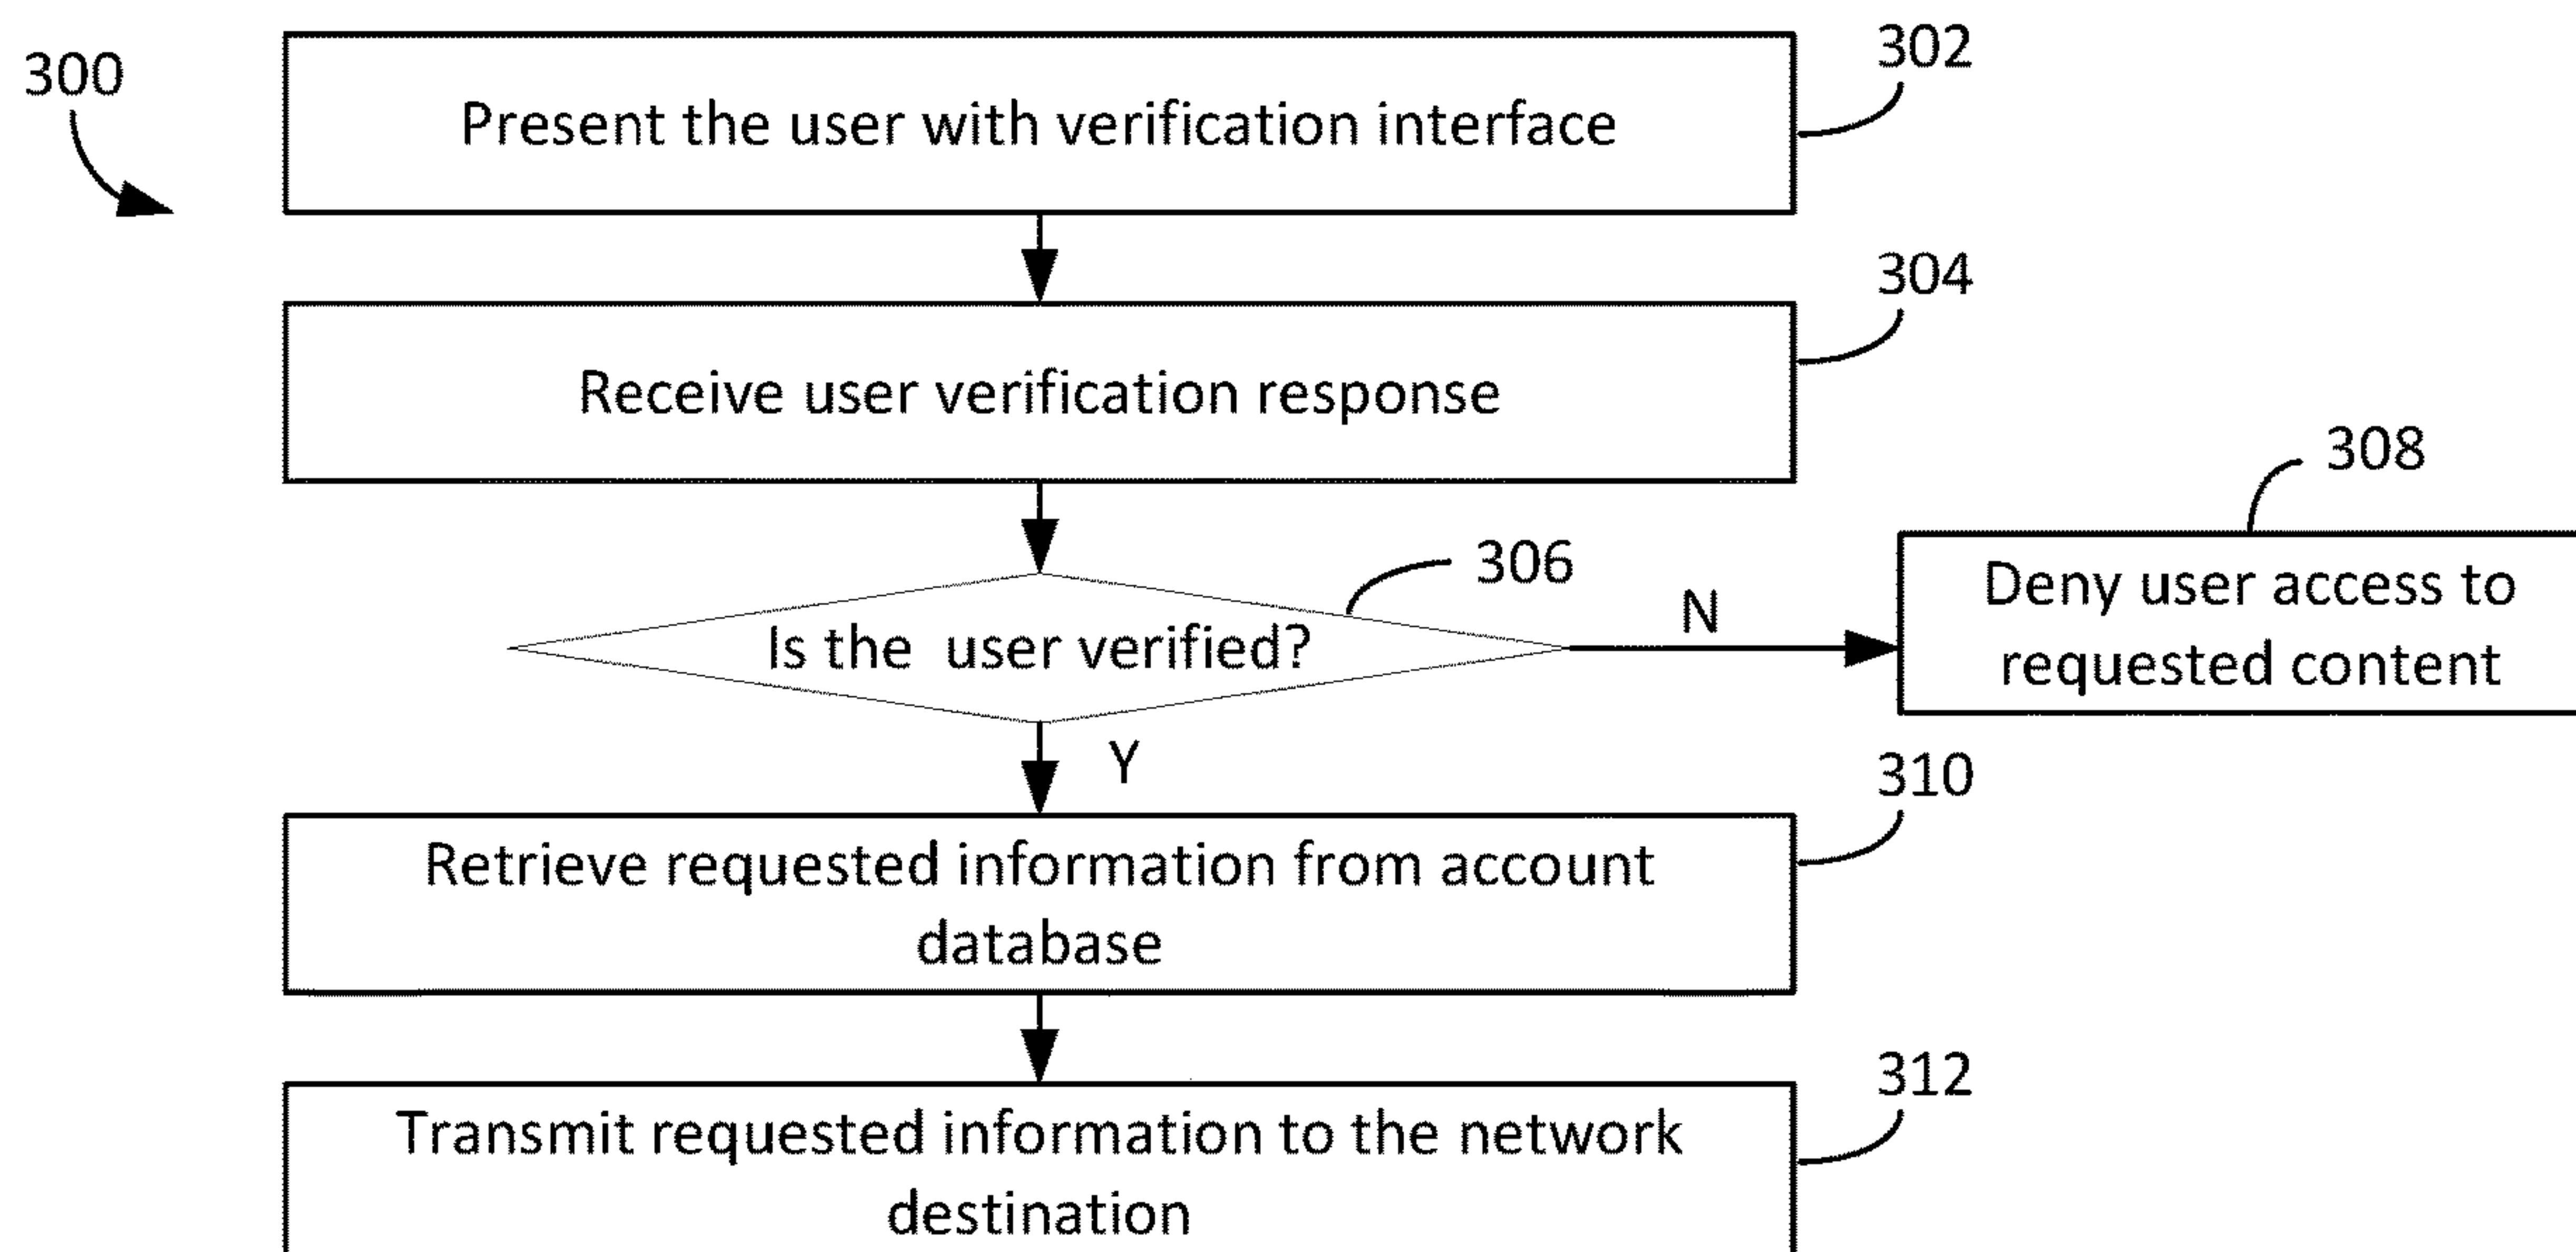 300
302
Present the user with verification interface
304
Receive user verification response
306
308
Is the user verified?
N
Deny user access to
requested content
Y
310
Retrieve requested information from account
database
312
Transmit requested information to the network
destination